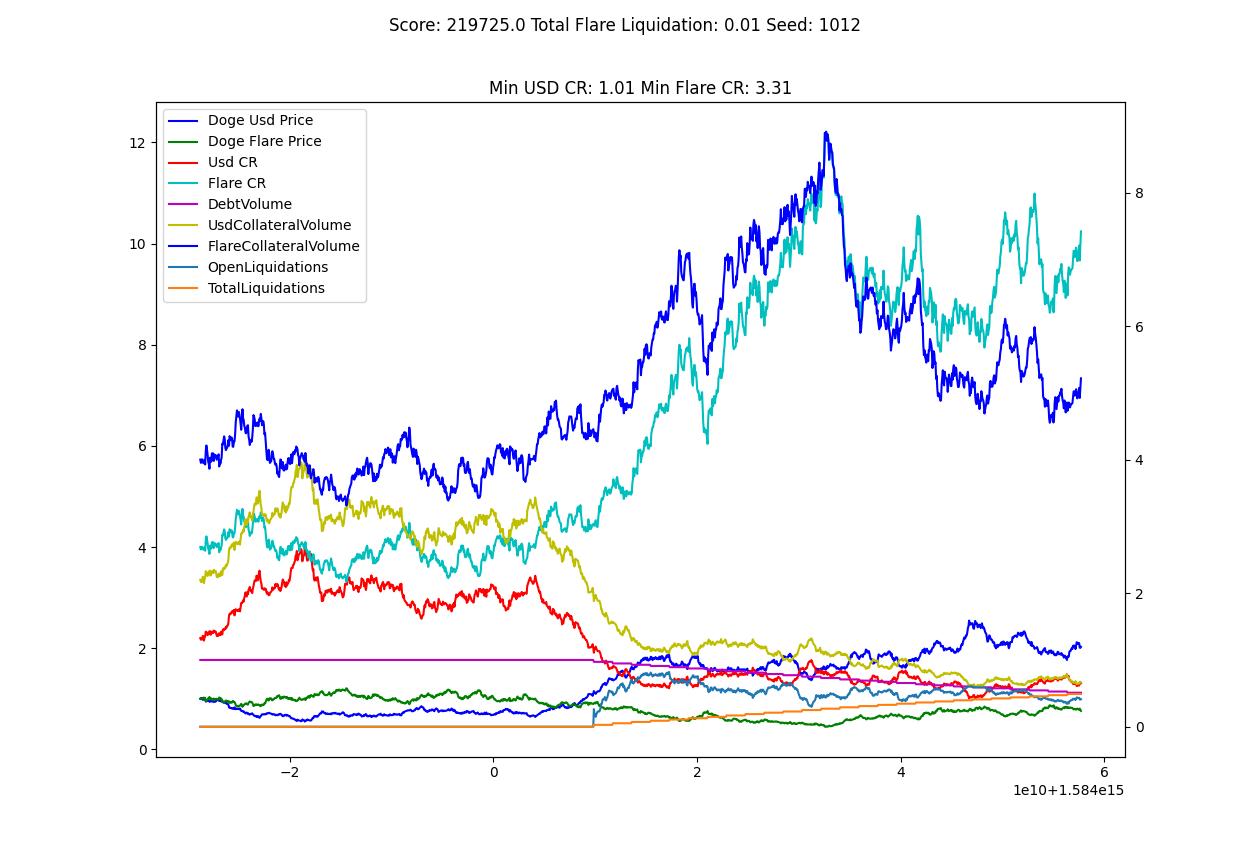 Score: 219725.0 Total Flare Liquidation: 0.01 Seed: 1012
Min USD CR: 1.01 Min Flare CR: 3.31
Doge Usd Price
Doge Flare Price
Usd CR
Flare CR
DebtVolume
UsdCollateralVolume
FlareCollateralVolume
OpenLiquidations
TotalLiquidations
12
10
8
6
4
2
0
8
6
4
2
0
−2
0
2
4
6
1e10+1.584e15